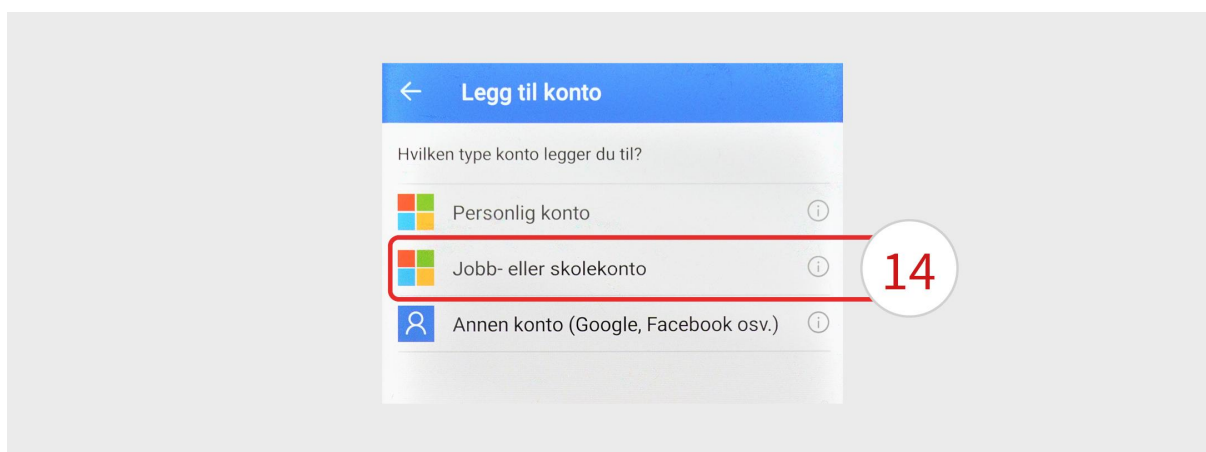 Legg til konto
Hvilken type konto legger du til?
Personlig konto
Jobb- eller skolekonto
14
Annen konto (Google, Facebook osv.)